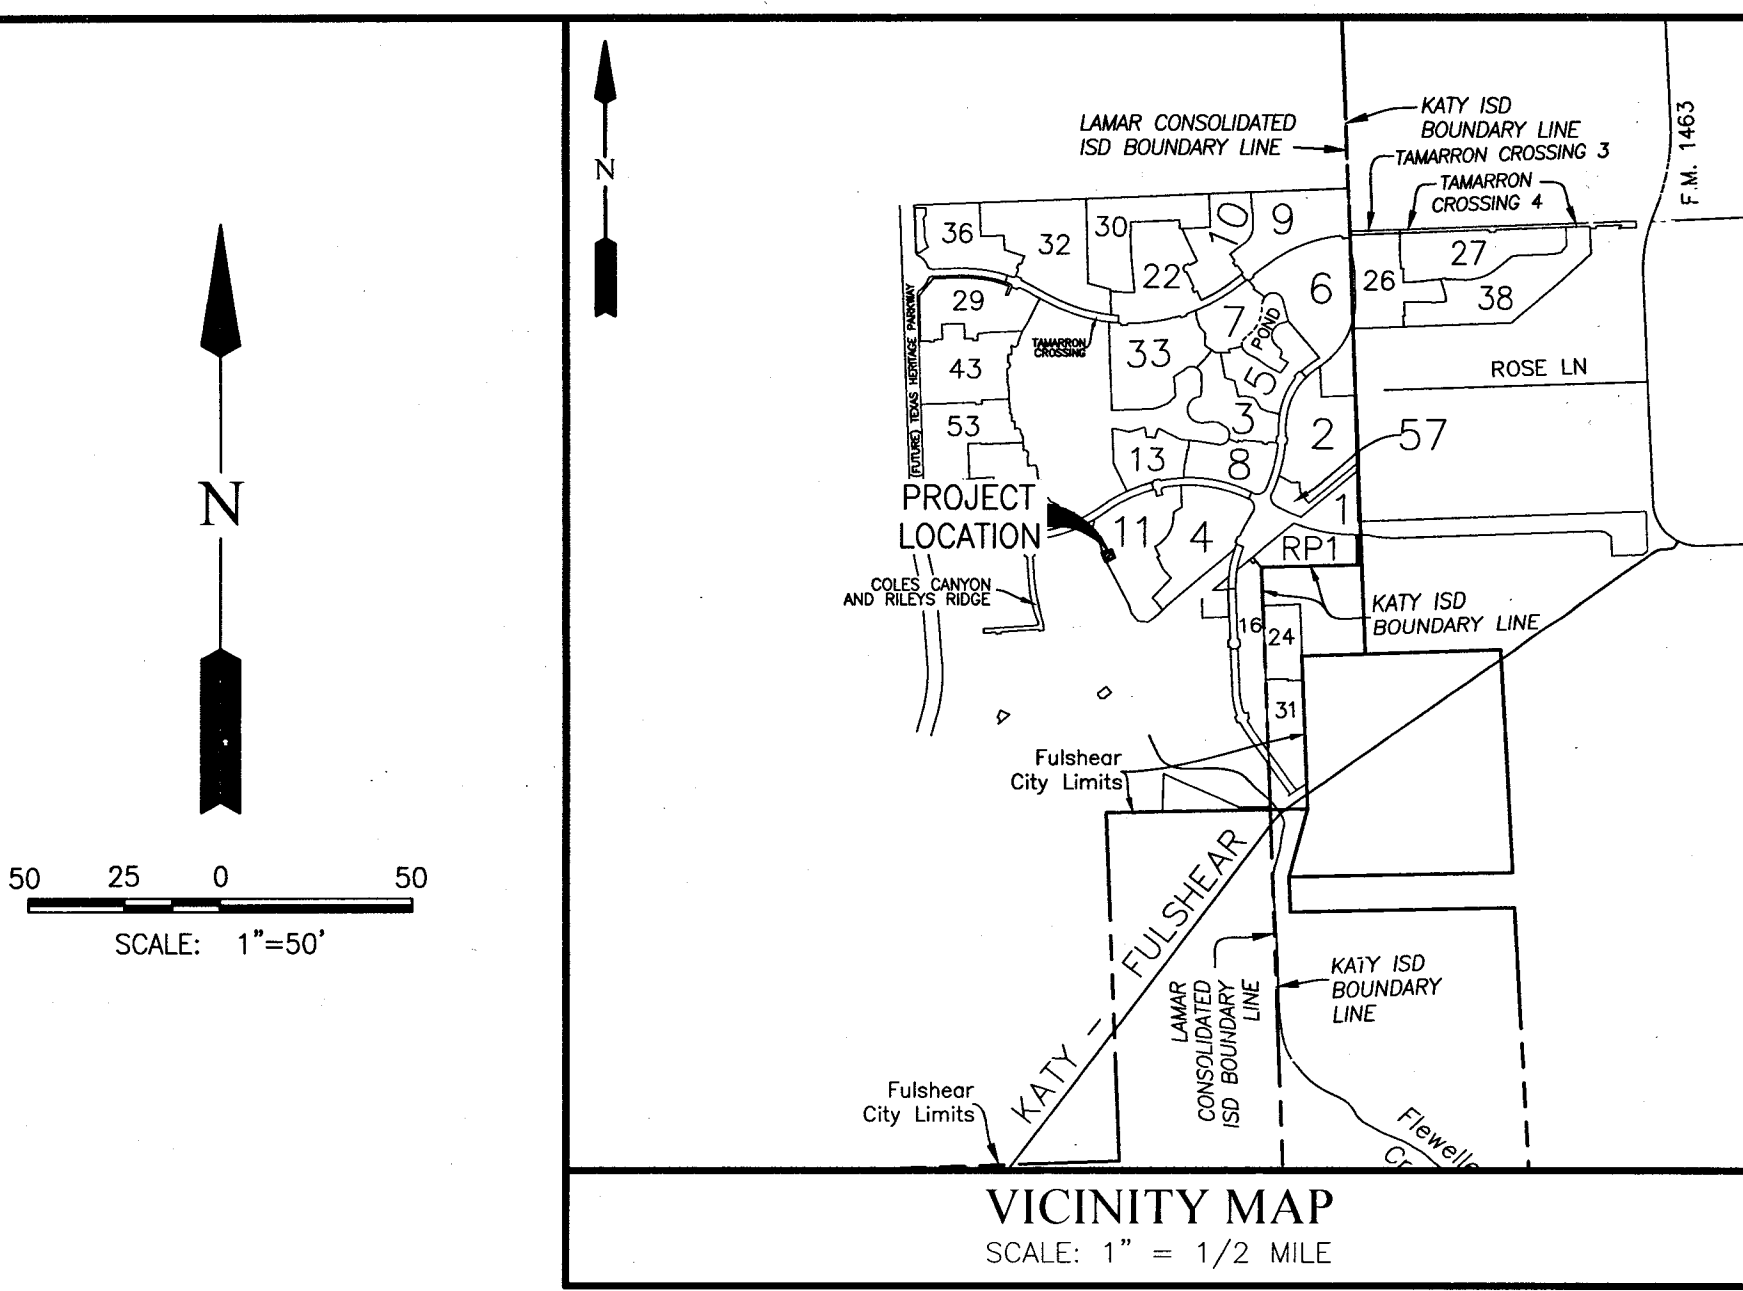 N
50 25 0 50
SCALE: 1"=50'
N
LAMAR CONSOLIDATED
ISD BOUNDARY LINE
KATY ISD
BOUNDARY LINE
TAMARRON CROSSING 3
TAMARRON
CROSSING 4
F.M. 1463
36
32
30
22
10
9
6
26
27
38
29
7
POND
TAMARRON
CROSSING
33
5
43
53
3
2
57
13
8
ROSE LN
(FUTURE) TEXAS HERITAGE PARKWAY
PROJECT
LOCATION
11
4
1
RP1
COLES CANYON
AND RILEYS RIDGE
KATY ISD
BOUNDARY LINE
16
24
31
Fulshear
City Limits
KATY - FULSHEAR
LAMAR
CONSOLIDATED
ISD BOUNDARY
LINE
KATY ISD
BOUNDARY
LINE
Fulshear
City Limits
VICINITY MAP
SCALE: 1" = 1/2 MILE